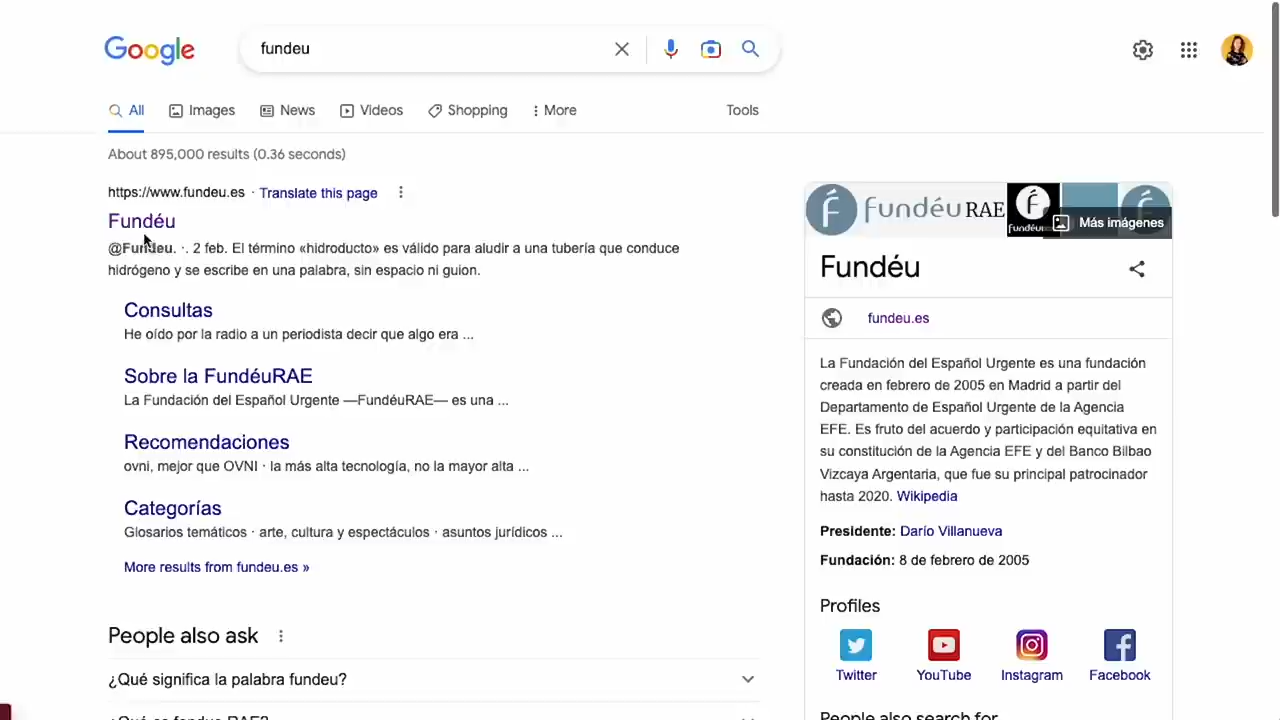 Google
fundeu
All
Images
News
Videos
Shopping
More
Tools
About 895,000 results (0.36 seconds)
https://www.fundeu.es · Translate this page
Fundéu
@Fundeu. ·. 2 feb. El término «hidroducto» es válido para aludir a una tubería que conduce
hidrógeno y se escribe en una palabra, sin espacio ni guion.
Consultas
He oído por la radio a un periodista decir que algo era ...
Sobre la FundéuRAE
La Fundación del Español Urgente —FundéuRAE— es una ...
Recomendaciones
ovni, mejor que OVNI · la más alta tecnología, no la mayor alta ...
Categorías
Glosarios temáticos · arte, cultura y espectáculos · asuntos jurídicos ...
More results from fundeu.es »
People also ask
¿Qué significa la palabra fundeu?
fundéu RAE
Más imágenes
Fundéu
fundeu.es
La Fundación del Español Urgente es una fundación
creada en febrero de 2005 en Madrid a partir del
Departamento de Español Urgente de la Agencia
EFE. Es fruto del acuerdo y participación equitativa en
su constitución de la Agencia EFE y del Banco Bilbao
Vizcaya Argentaria, que fue su principal patrocinador
hasta 2020. Wikipedia
Presidente: Darío Villanueva
Fundación: 8 de febrero de 2005
Profiles
Twitter
YouTube
Instagram
Facebook
People also search for